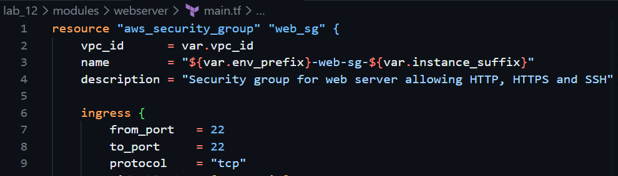 lab_12 > modules > webserver > main.tf > ...
1 resource "aws_security_group" "web_sg" {
2 vpc_id = var.vpc_id
3 name = "${var.env_prefix}-web-sg-${var.instance_suffix}"
4 description = "Security group for web server allowing HTTP, HTTPS and SSH"
5
6 ingress {
7 from_port = 22
8 to_port = 22
9 protocol = "tcp"